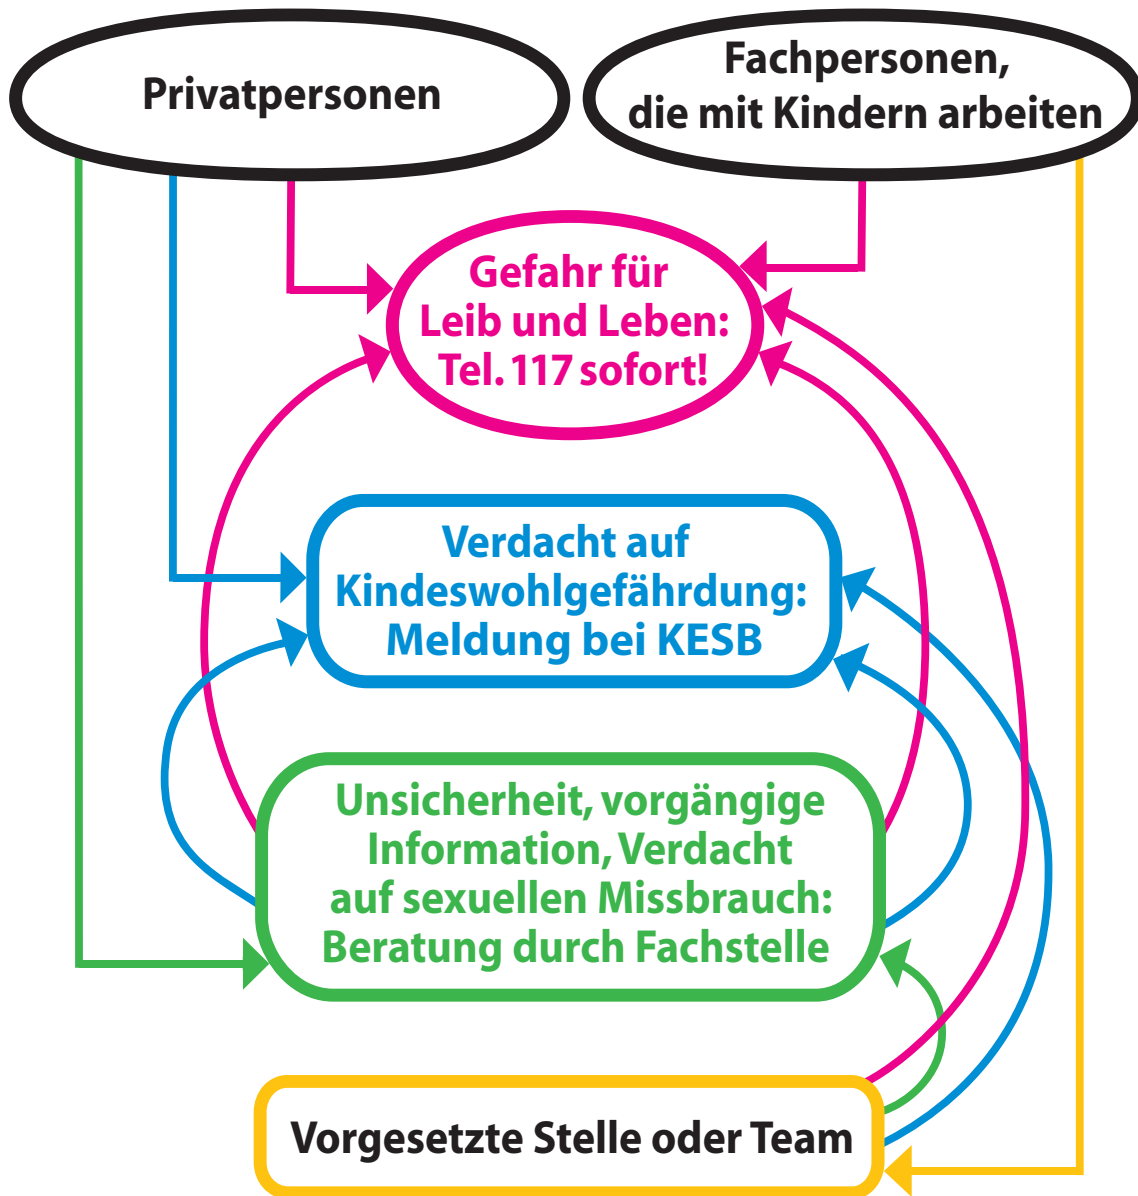 Privatpersonen
Fachpersonen,
die mit Kindern arbeiten
Gefahr für
Leib und Leben:
Tel. 117 sofort!
Verdacht auf
Kindeswohlgefährdung:
Meldung bei KESB
Unsicherheit, vorgängige
Information, Verdacht
auf sexuellen Missbrauch:
Beratung durch Fachstelle
Vorgesetzte Stelle oder Team